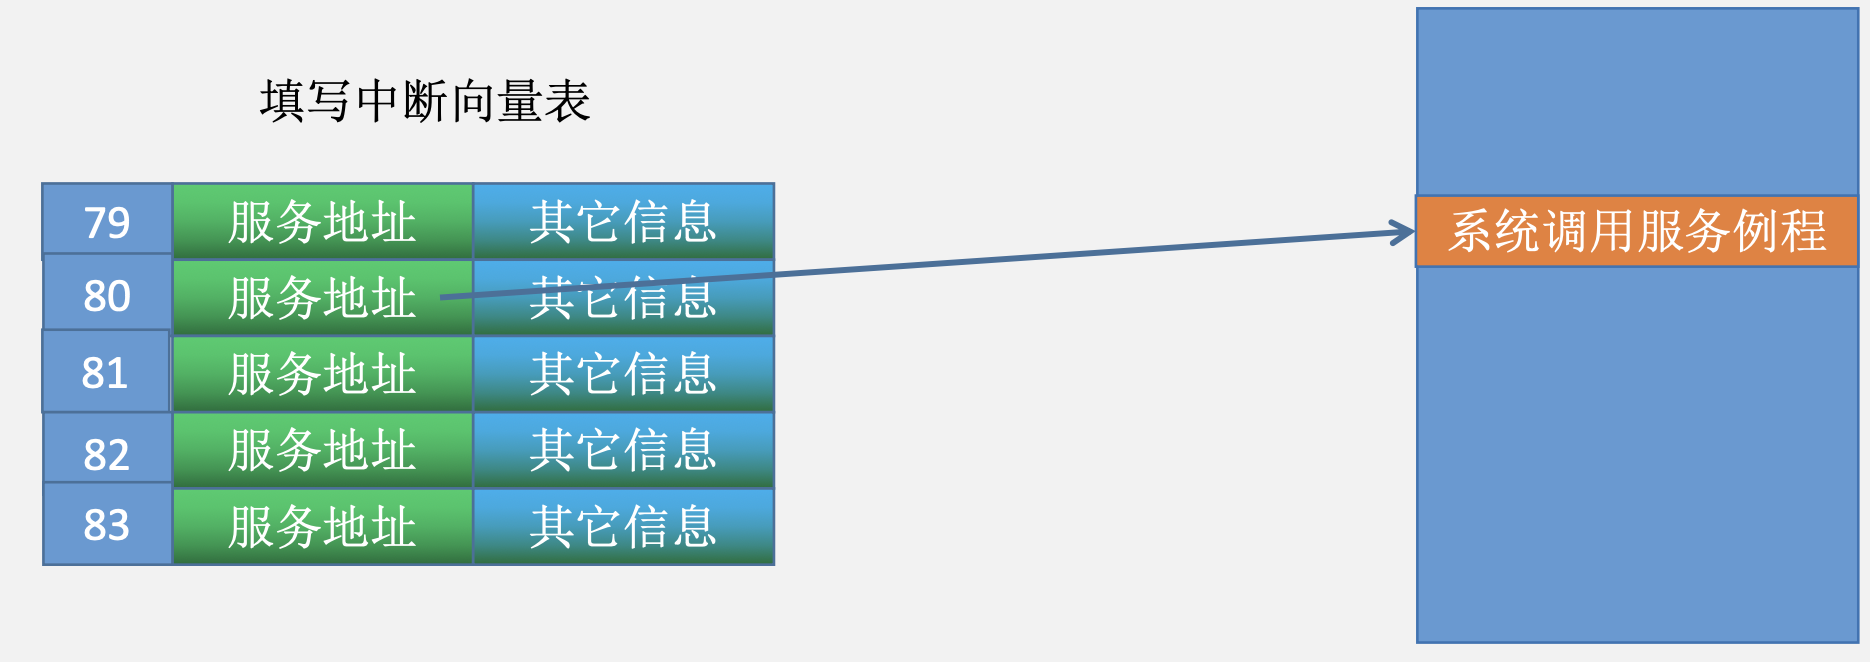 填写中断向量表
79 服务地址 其它信息
系统调用服务例程
80 服务地址 其它信息
81 服务地址 其它信息
82 服务地址 其它信息
83 服务地址 其它信息